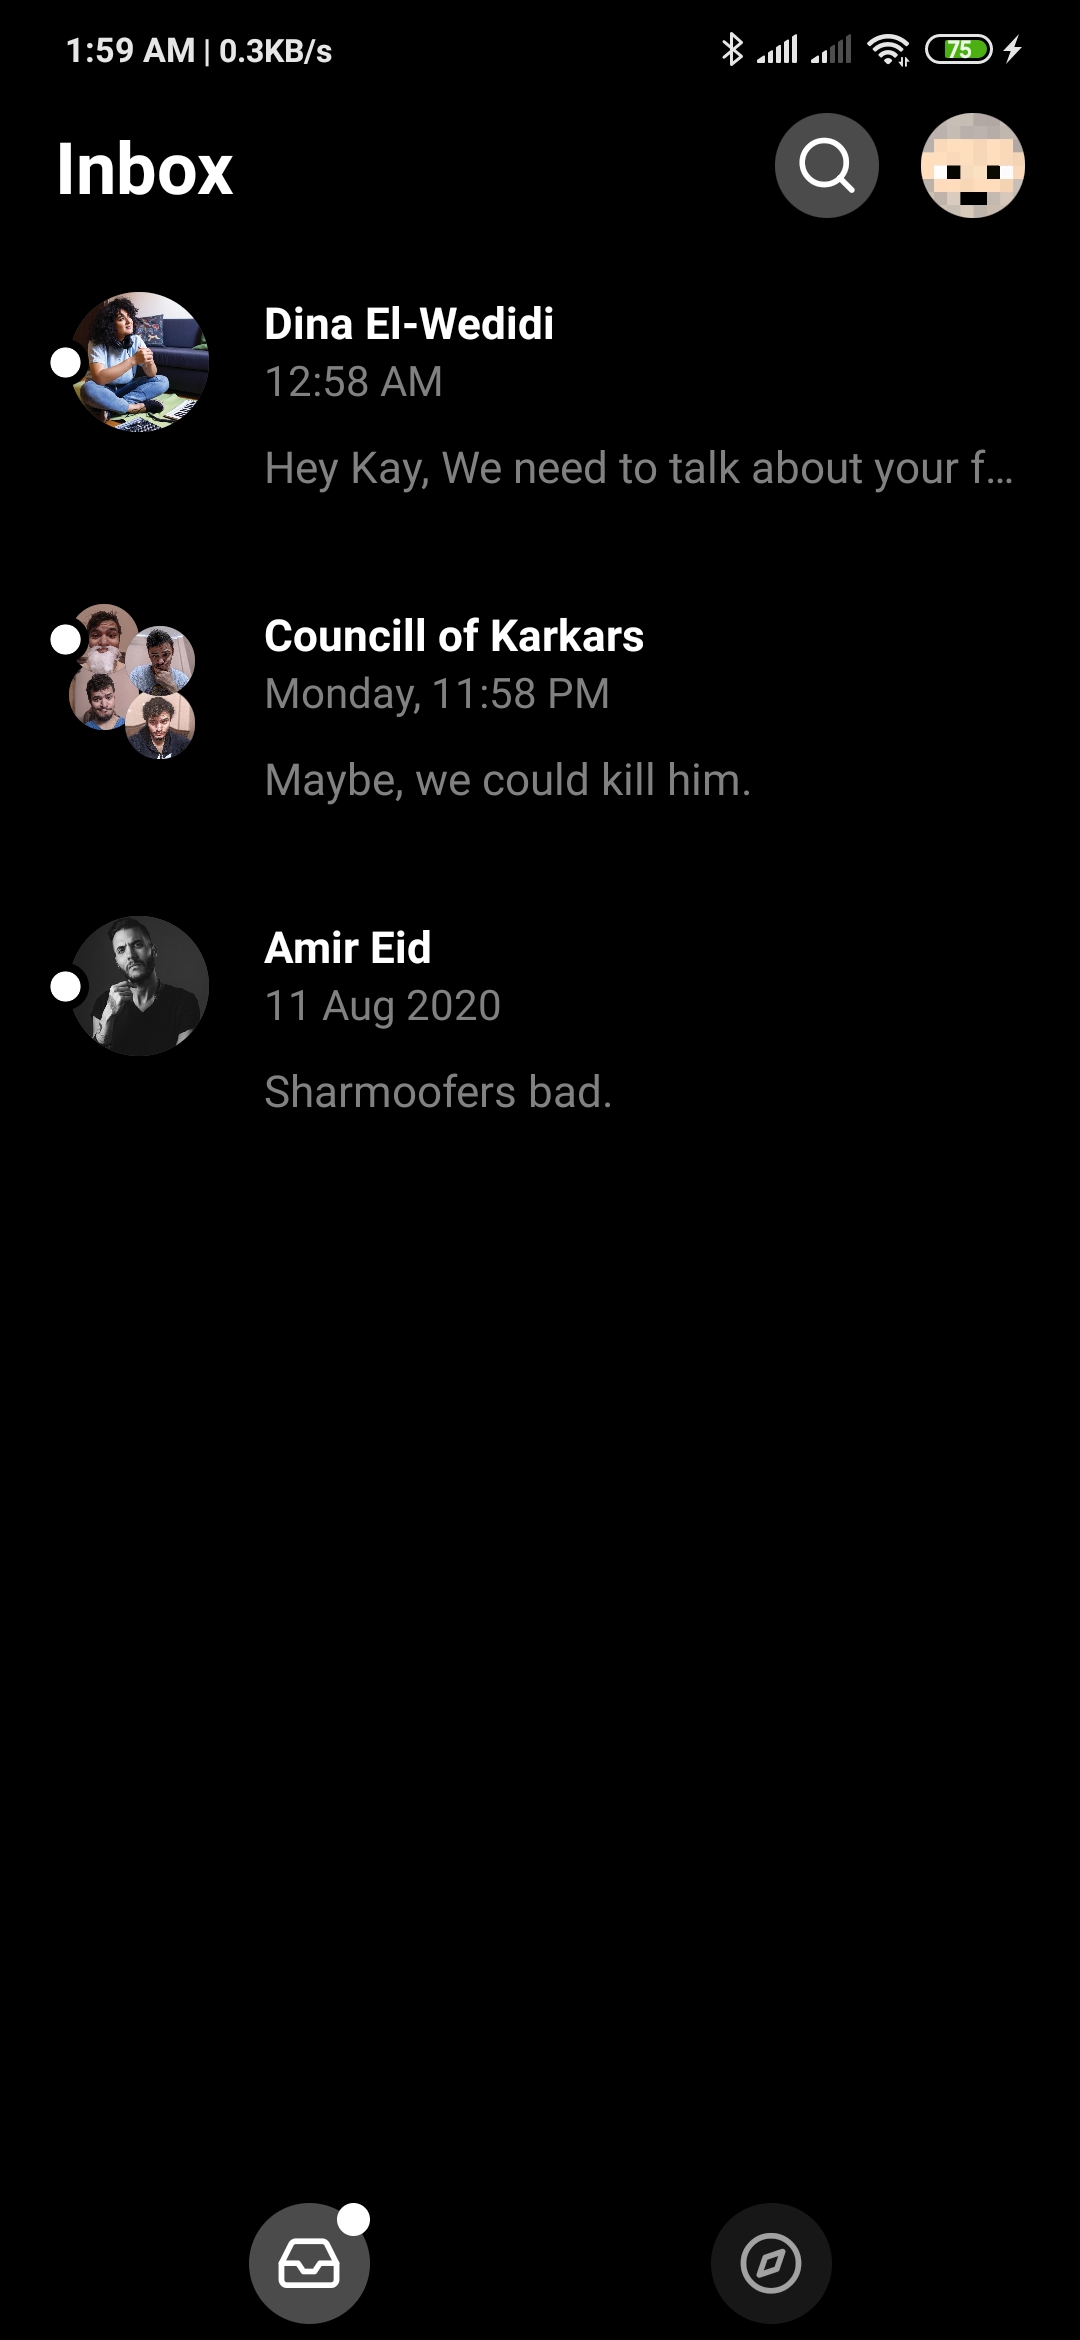 1:59 AM | 0.3KB/s
75
Inbox
Dina El-Wedidi
12:58 AM
Hey Kay, We need to talk about your f…
Councill of Karkars
Monday, 11:58 PM
Maybe, we could kill him.
Amir Eid
11 Aug 2020
Sharmoofers bad.